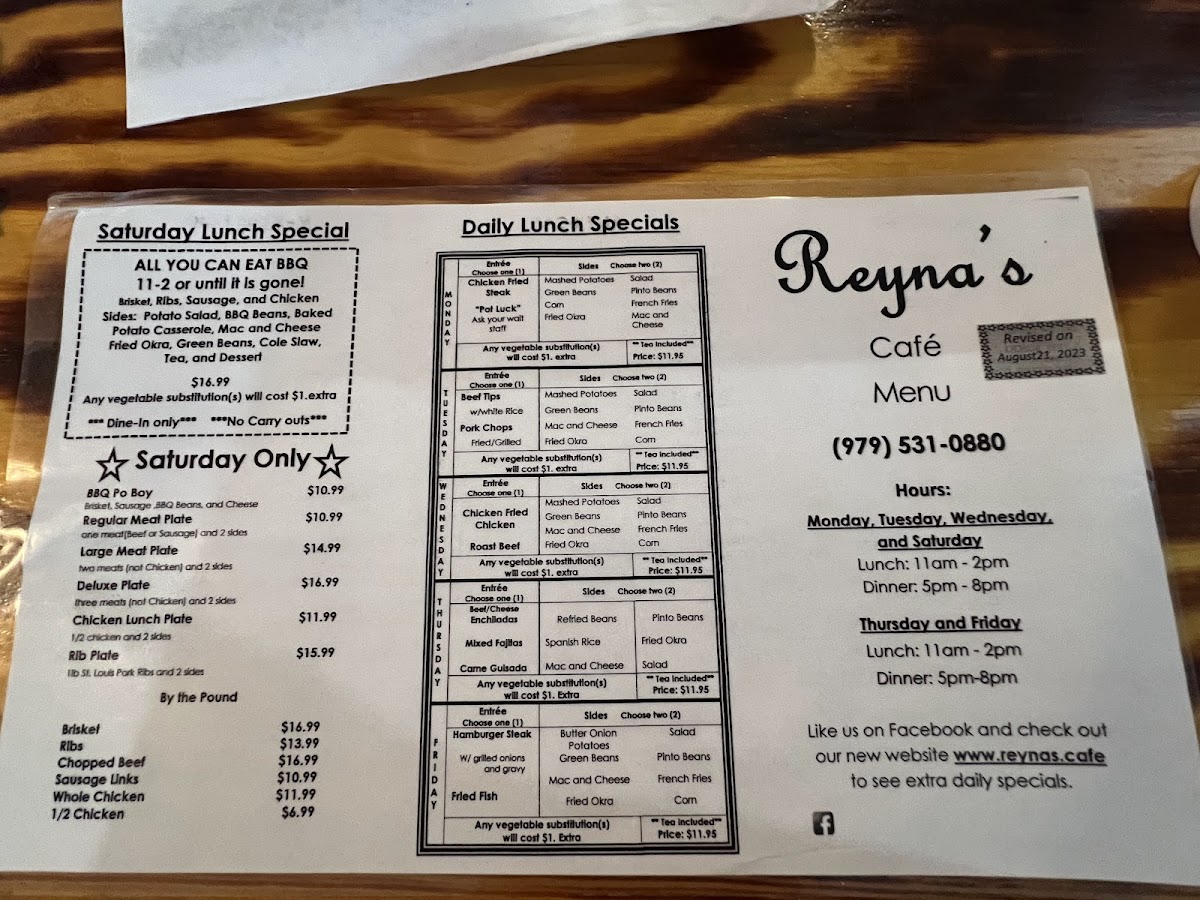 Saturday Lunch Special
ALL YOU CAN EAT BBQ
11-2 or until it is gone!
Brisket, Ribs, Sausage, and Chicken
Sides: Potato Salad, BBQ Beans, Baked
Potato Casserole, Mac and Cheese
Fried Okra, Green Beans, Cole Slaw,
Tea, and Dessert
$16.99
Any vegetable substitution(s) will cost $1.extra
*** Dine-In only*** ***No Carry outs***
Saturday Only
BBQ Po Boy $10.99
Brisket, Sausage ,BBQ Beans, and Cheese
Regular Meat Plate $10.99
one meat(Beef or Sausage) and 2 sides
Large Meat Plate $14.99
two meats (not Chicken) and 2 sides
Deluxe Plate $16.99
three meats (not Chicken) and 2 sides
Chicken Lunch Plate $11.99
1/2 chicken and 2 sides
Rib Plate $15.99
1lb St. Louis Pork Ribs and 2 sides
By the Pound
Brisket $16.99
Ribs $13.99
Chopped Beef $16.99
Sausage Links $10.99
Whole Chicken $11.99
1/2 Chicken $6.99
Daily Lunch Specials
MONDAY
Entrée
Choose one (1)
Sides Choose two (2)
Chicken Fried
Steak
"Pot Luck"
Ask your wait
staff
Mashed Potatoes Salad
Green Beans Pinto Beans
Corn French Fries
Fried Okra Mac and
Cheese
Any vegetable substitution(s)
will cost $1. extra
** Tea Included**
Price: $11.95
TUESDAY
Entrée
Choose one (1)
Sides Choose two (2)
Beef Tips
w/white Rice
Pork Chops
Fried/Grilled
Mashed Potatoes Salad
Green Beans Pinto Beans
Mac and Cheese French Fries
Fried Okra Corn
Any vegetable substitution(s)
will cost $1. extra
** Tea Included**
Price: $11.95
WEDNESDAY
Entrée
Choose one (1)
Sides Choose two (2)
Chicken Fried
Chicken
Roast Beef
Mashed Potatoes Salad
Green Beans Pinto Beans
Mac and Cheese French Fries
Fried Okra Corn
Any vegetable substitution(s)
will cost $1. extra
** Tea Included**
Price: $11.95
THURSDAY
Entrée
Choose one (1)
Sides Choose two (2)
Beef/Cheese
Enchiladas
Mixed Fajitas
Carne Guisada
Refried Beans Pinto Beans
Spanish Rice Fried Okra
Mac and Cheese Salad
Any vegetable substitution(s)
will cost $1. Extra
** Tea Included**
Price: $11.95
FRIDAY
Entrée
Choose one (1)
Sides Choose two (2)
Hamburger Steak
W/ grilled onions
and gravy
Fried Fish
Butter Onion
Potatoes Salad
Green Beans Pinto Beans
Mac and Cheese French Fries
Fried Okra Corn
Any vegetable substitution(s)
will cost $1. Extra
** Tea Included**
Price: $11.95
Reyna's
Café
Menu
Revised on
August21, 2023
(979) 531-0880
Hours:
Monday, Tuesday, Wednesday,
and Saturday
Lunch: 11am - 2pm
Dinner: 5pm - 8pm
Thursday and Friday
Lunch: 11am - 2pm
Dinner: 5pm-8pm
Like us on Facebook and check out
our new website www.reynas.cafe
to see extra daily specials.
f